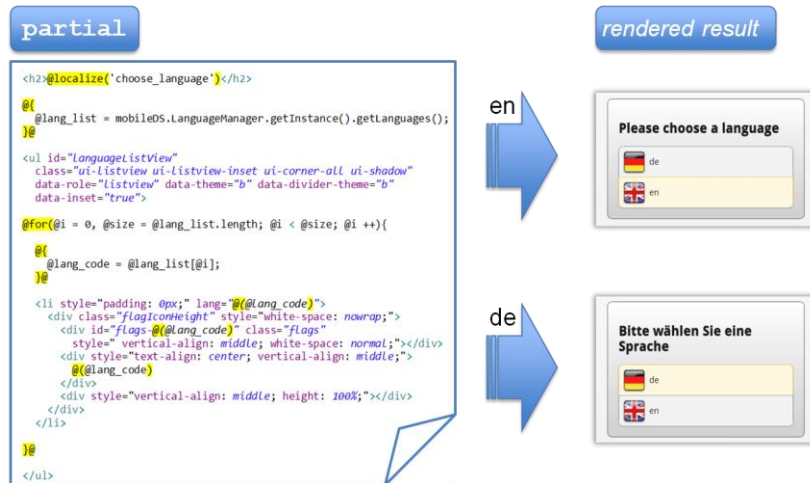 partial
<h2>@localize('choose_language')</h2>
@{
@lang_list = mobileDS.LanguageManager.getInstance().getLanguages();
}@
<ul id="LanguageListView"
class="ui-listview ui-listview-inset ui-corner-all ui-shadow"
data-role="listview" data-theme="b" data-divider-theme="b"
data-inset="true">
@for(@i = 0, @size = @lang_list.length; @i < @size; @i ++){
@{
@lang_code = @lang_list[@i];
}@
<li style="padding: 0px;" lang="@(@lang_code)">
<div class="flagIconHeight" style="white-space: nowrap;">
<div id="flags-@(@lang_code)" class="flags"
style=" vertical-align: middle; white-space: normal;"></div>
<div style="text-align: center; vertical-align: middle;">
@(@lang_code)
</div>
<div style="vertical-align: middle; height: 100%;"></div>
</div>
</li>
}@
</ul>
en
de
rendered result
Please choose a language
de
en
Bitte wählen Sie eine
Sprache
de
en